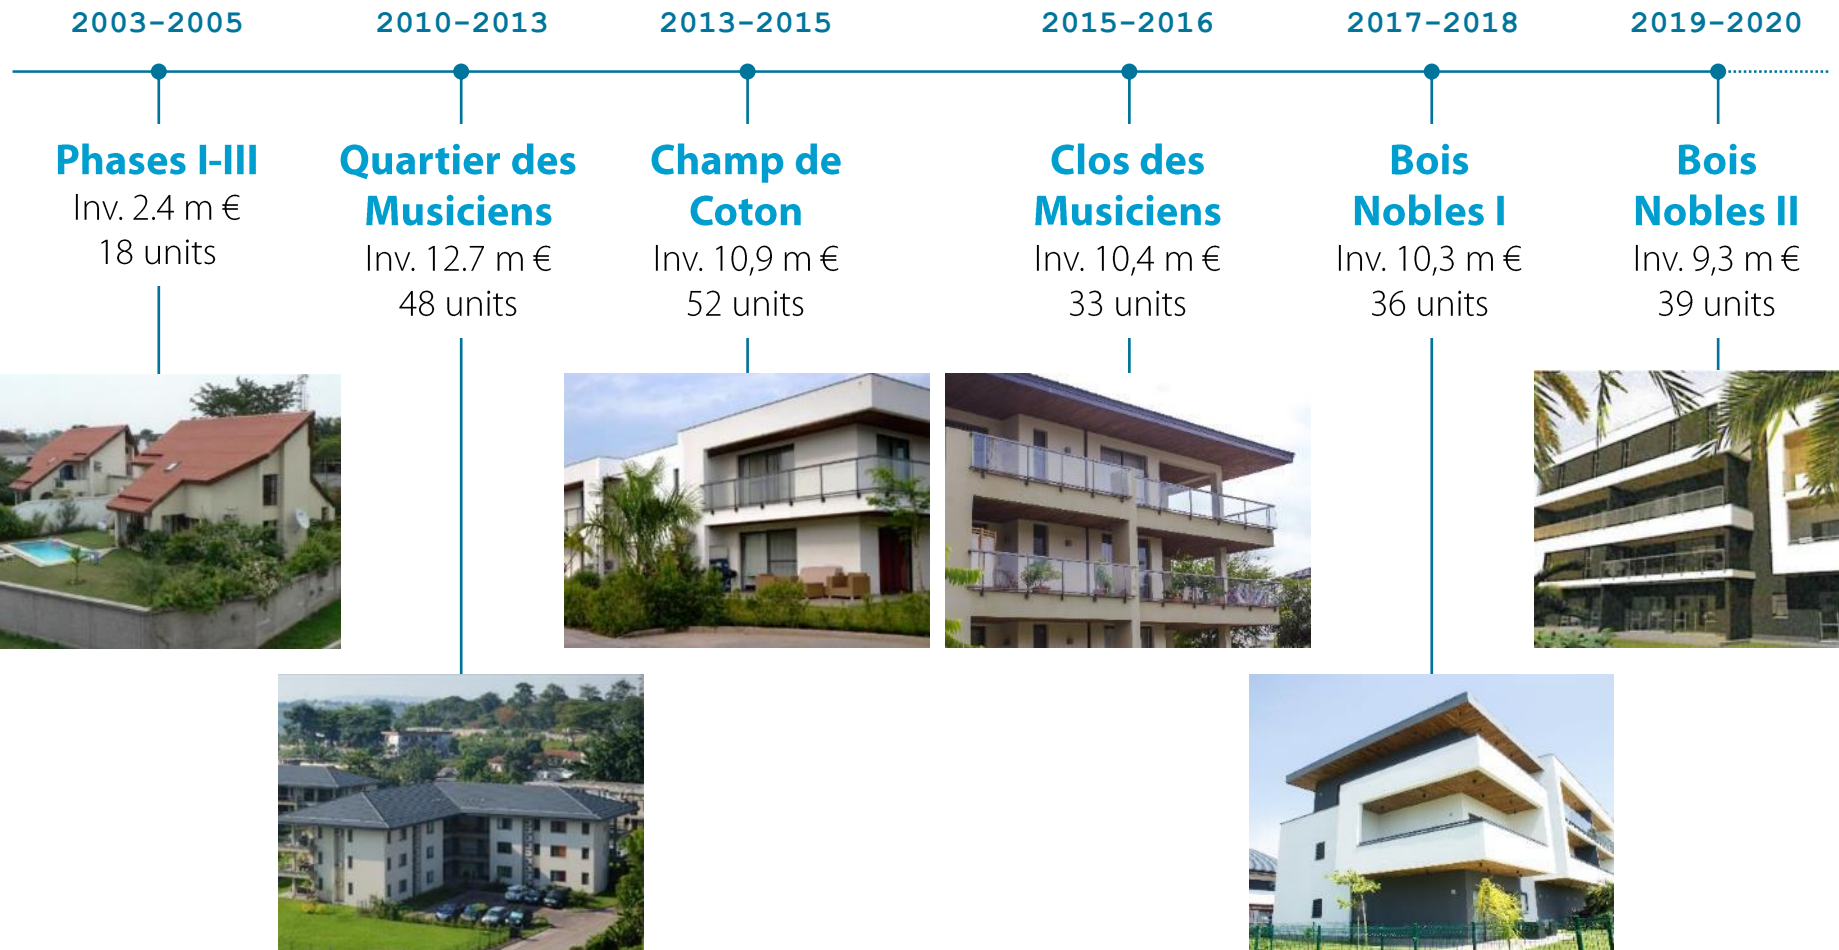 2003-2005
Phases I-III
Inv. 2.4 m €
18 units
2010-2013
Quartier des
Musiciens
Inv. 12.7 m €
48 units
2013-2015
Champ de
Coton
Inv. 10,9 m €
52 units
2015-2016
Clos des
Musiciens
Inv. 10,4 m €
33 units
2017-2018
Bois
Nobles I
Inv. 10,3 m €
36 units
2019-2020
Bois
Nobles II
Inv. 9,3 m €
39 units